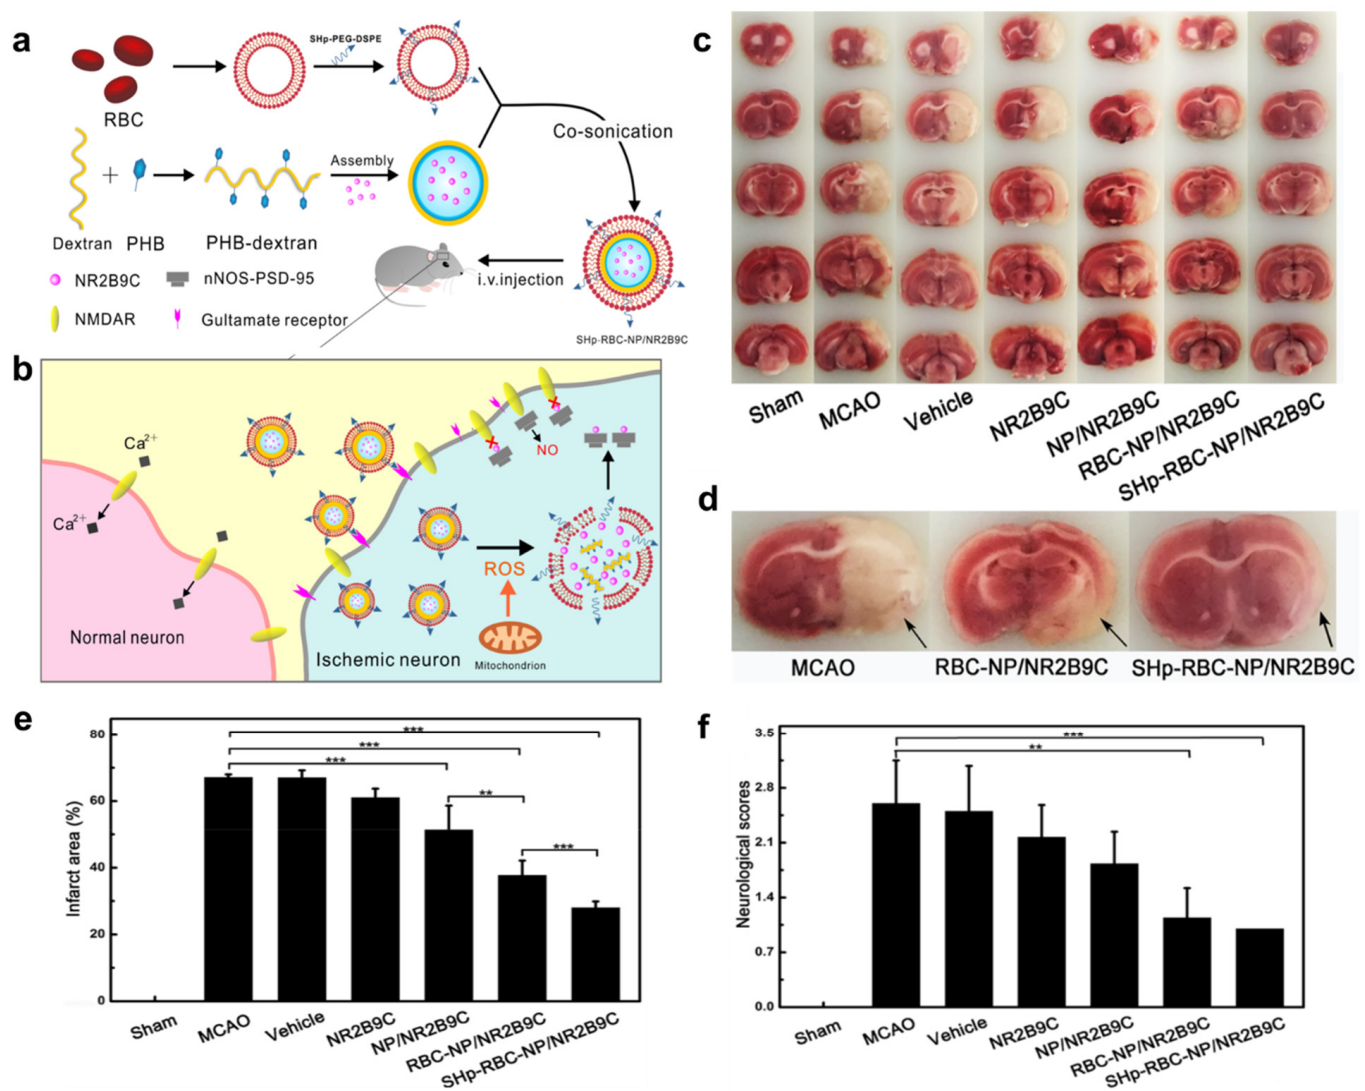 a
SHp-PEG-DSPE
RBC
Co-sonication
Assembly
+
Dextran
PHB
PHB-dextran
NR2B9C
nNOS-PSD-95
i.v.injection
NMDAR
Gultamate receptor
SHp-RBC-NP/NR2B9C
b
Ca²⁺
Ca²⁺
NO
ROS
Normal neuron
Ischemic neuron
Mitochondrion
c
Sham
MCAO
Vehicle
NR2B9C
NP/NR2B9C
RBC-NP/NR2B9C
SHp-RBC-NP/NR2B9C
d
MCAO
RBC-NP/NR2B9C
SHp-RBC-NP/NR2B9C
e
Infarct area (%)
80
60
40
20
0
***
***
***
**
***
Sham
MCAO
Vehicle
NR2B9C
NP/NR2B9C
RBC-NP/NR2B9C
SHp-RBC-NP/NR2B9C
f
Neurological scores
3.5
2.8
2.1
1.4
0.7
0.0
***
**
Sham
MCAO
Vehicle
NR2B9C
NP/NR2B9C
RBC-NP/NR2B9C
SHp-RBC-NP/NR2B9C